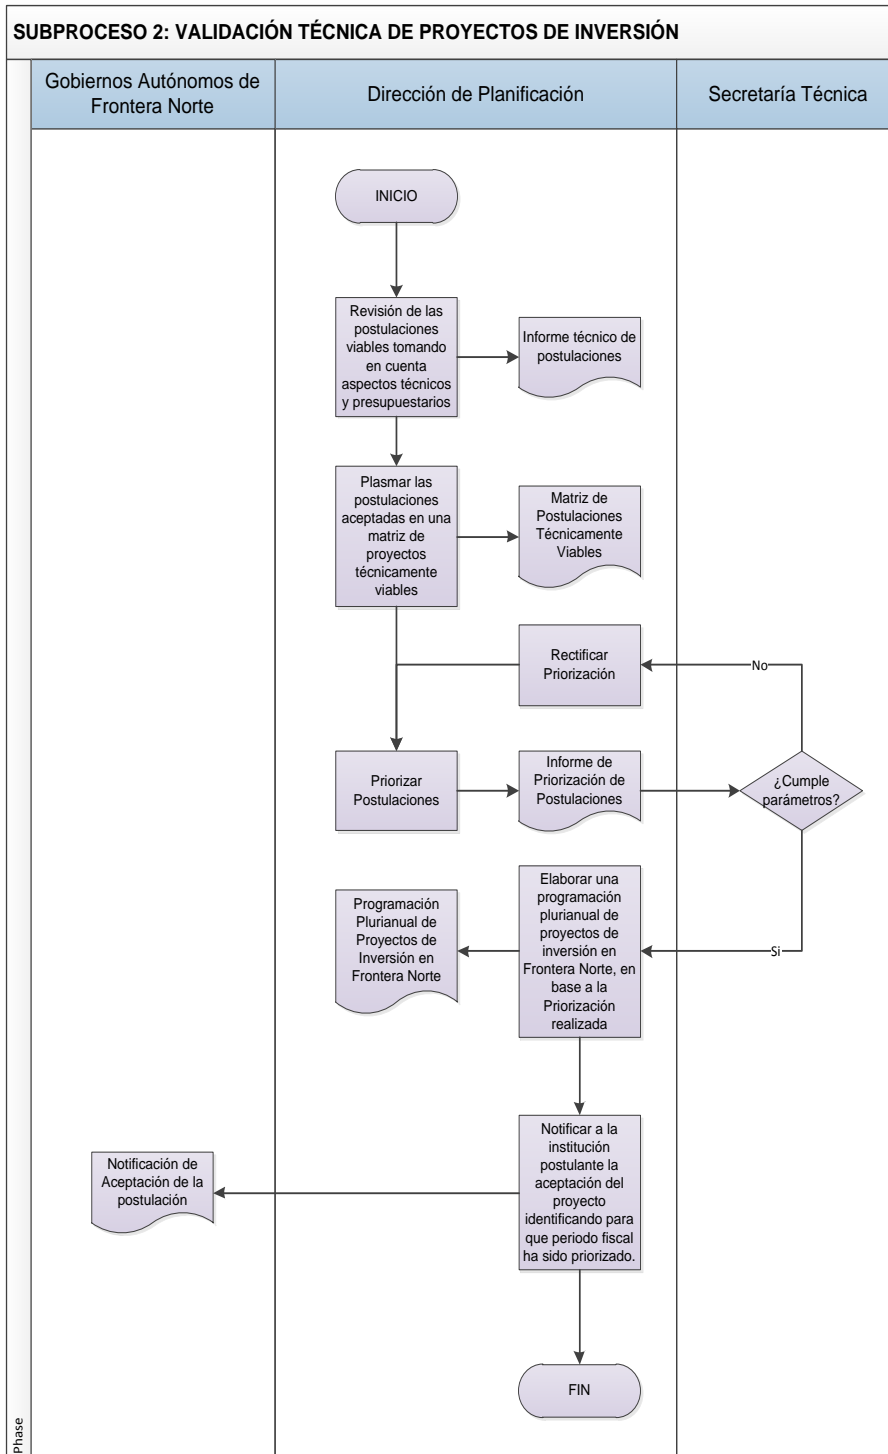 SUBPROCESO 2: VALIDACIÓN TÉCNICA DE PROYECTOS DE INVERSIÓN
Gobiernos Autónomos de
Frontera Norte
Dirección de Planificación
Secretaría Técnica
INICIO
Revisión de las
postulaciones
viables tomando
en cuenta
aspectos técnicos
y presupuestarios
Informe técnico de
postulaciones
Plasmar las
postulaciones
aceptadas en una
matriz de
proyectos
técnicamente
viables
Matriz de
Postulaciones
Técnicamente
Viables
Rectificar
Priorización
No
Priorizar
Postulaciones
Informe de
Priorización de
Postulaciones
¿Cumple
parámetros?
Programación
Plurianual de
Proyectos de
Inversión en
Frontera Norte
Elaborar una
programación
plurianual de
proyectos de
inversión en
Frontera Norte, en
base a la
Priorización
realizada
Si
Notificación de
Aceptación de la
postulación
Notificar a la
institución
postulante la
aceptación del
proyecto
identificando para
que periodo fiscal
ha sido priorizado.
FIN
Phase